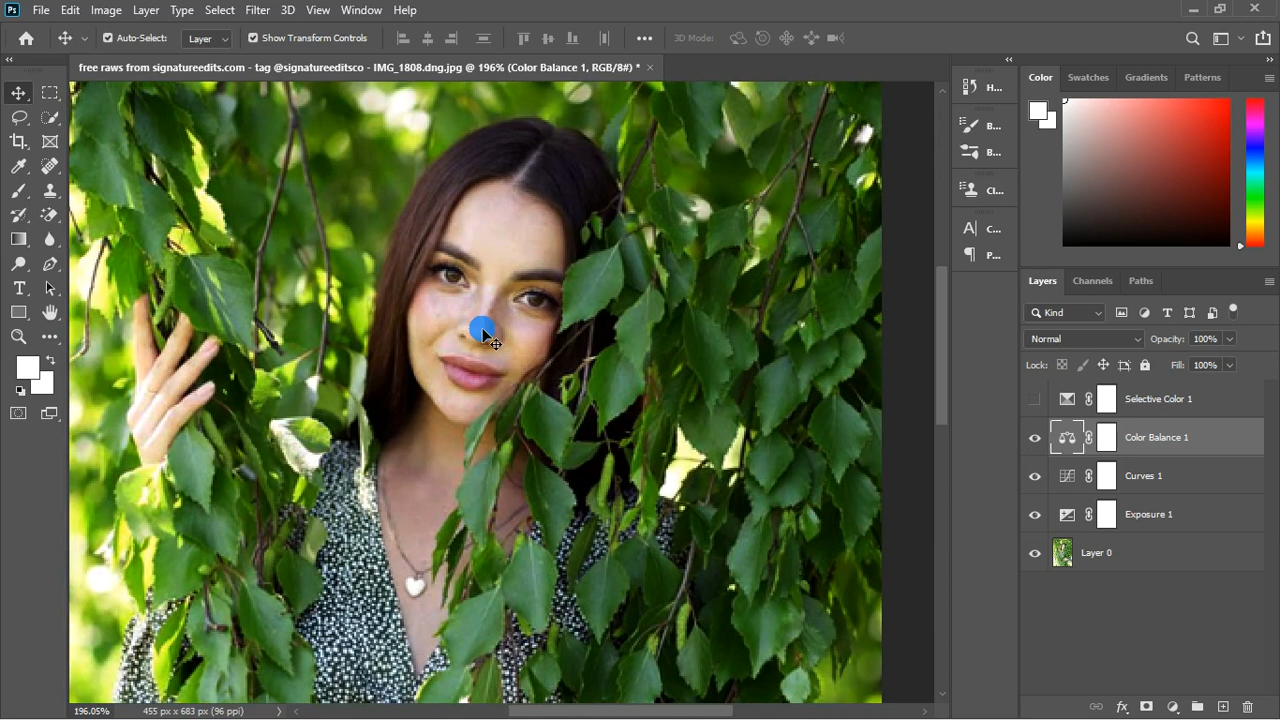 Ps File Edit Image Layer Type Select Filter 3D View Window Help
Auto-Select: Layer Show Transform Controls ••• 3D Mode:
free raws from signatureedits.com - tag @signatureeditsco - IMG_1808.dng.jpg @ 196% (Color Balance 1, RGB/8#) *
H...
B...
B...
Cl...
C...
P...
Color Swatches Gradients Patterns
Layers Channels Paths
Kind
Normal Opacity: 100%
Lock: Fill: 100%
Selective Color 1
Color Balance 1
Curves 1
Exposure 1
Layer 0
196.05% 455 px x 683 px (96 ppi)